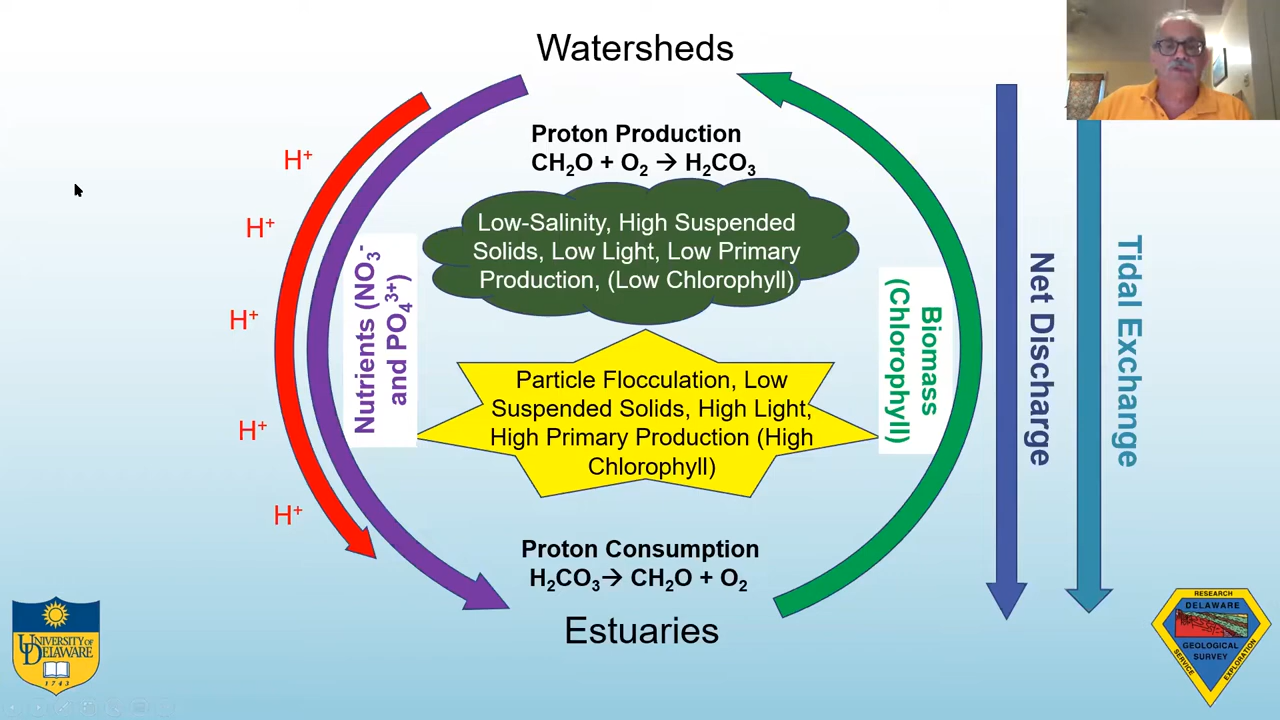 Watersheds
Proton Production
CH₂O + O₂ → H₂CO₃
H⁺
H⁺
H⁺
H⁺
H⁺
Low-Salinity, High Suspended
Solids, Low Light, Low Primary
Production, (Low Chlorophyll)
Nutrients (NO₃⁻
and PO₄³⁺)
Particle Flocculation, Low
Suspended Solids, High Light,
High Primary Production (High
Chlorophyll)
Biomass
(Chlorophyll)
Net Discharge
Tidal Exchange
Proton Consumption
H₂CO₃→ CH₂O + O₂
Estuaries
UNIVERSITY OF
DELAWARE
1743
RESEARCH
DELAWARE
GEOLOGICAL
SURVEY
SERVICE
EXPLORATION